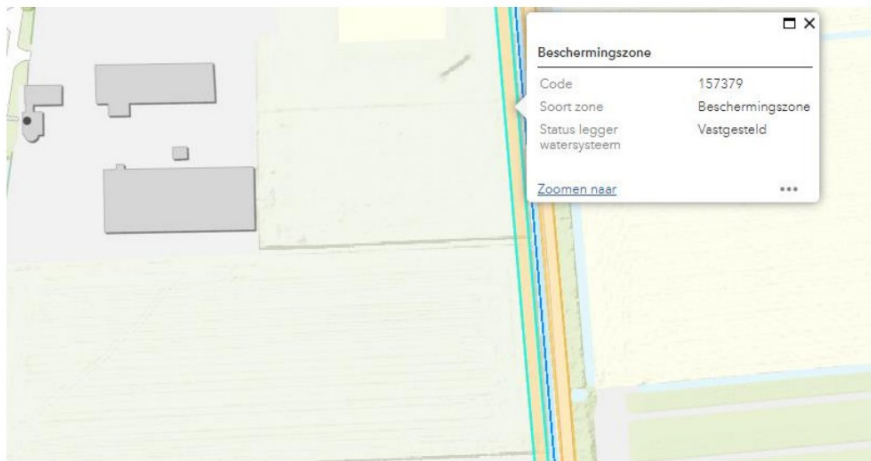 Beschermingszone
Code 157379
Soort zone Beschermingszone
Status legger Vastgesteld
watersysteem
Zoomen naar